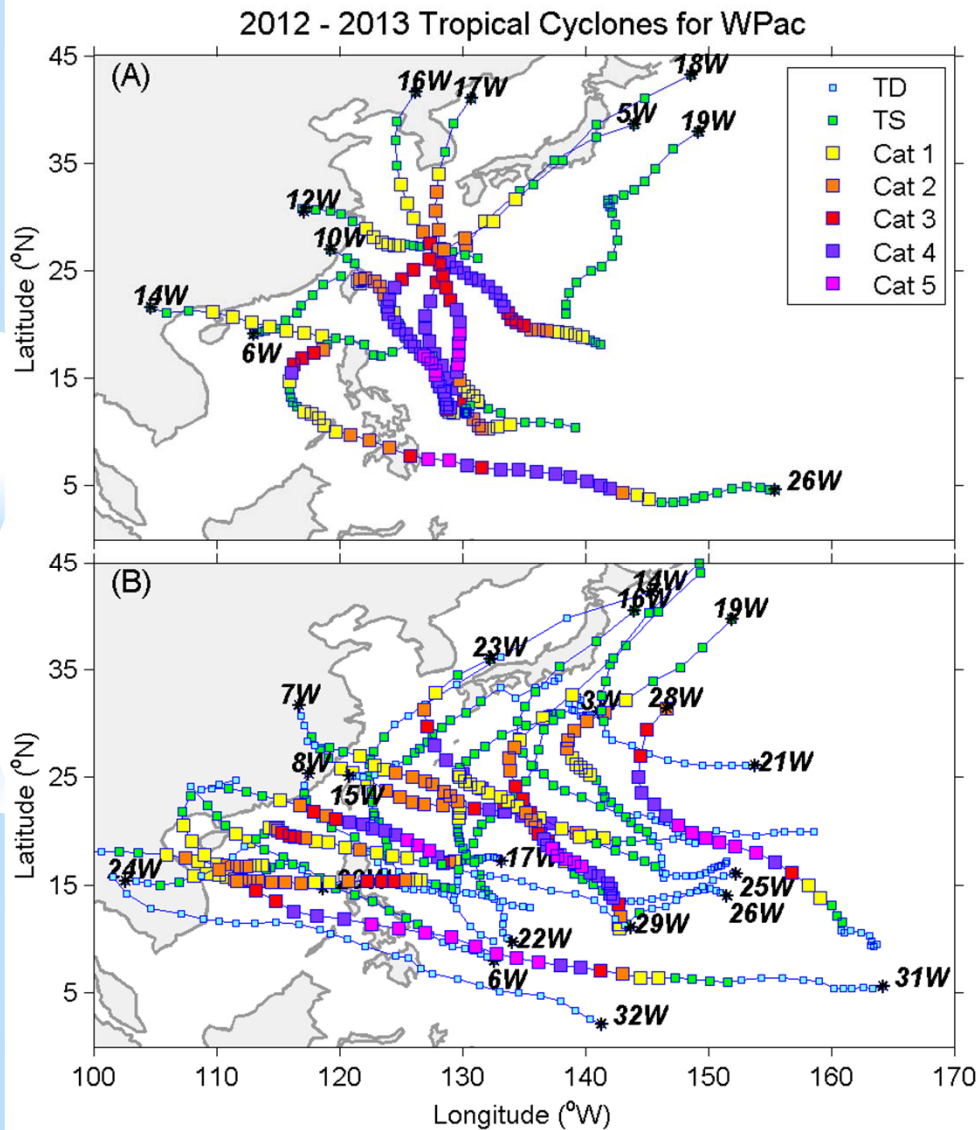 2012 - 2013 Tropical Cyclones for WPac
45
(A)
16W
17W
18W
5W
19W
TD
TS
Cat 1
Cat 2
Cat 3
Cat 4
Cat 5
35
12W
10W
25
14W
6W
15
5
26W
Latitude (°N)
45
(B)
14W
16W
19W
23W
35
7W
3W
28W
8W
15W
21W
25
17W
24W
25W
15
26W
29W
22W
6W
31W
5
32W
Latitude (°N)
100
110
120
130
140
150
160
170
Longitude (°W)